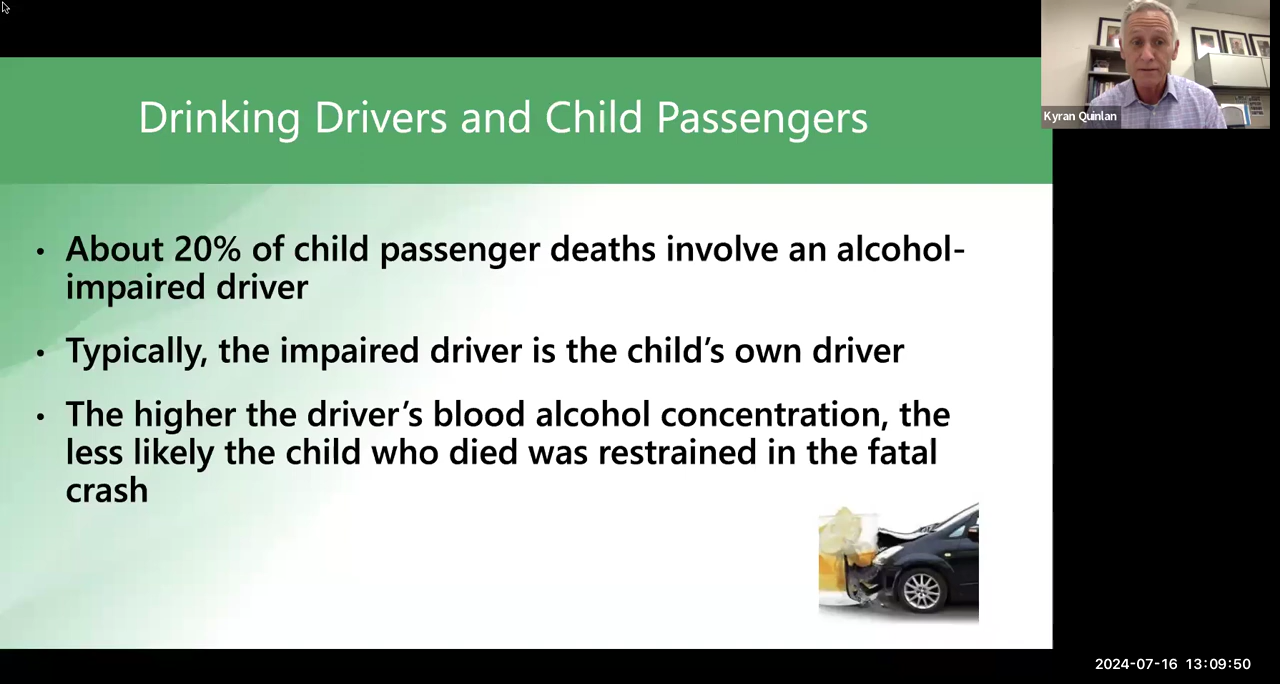 Drinking Drivers and Child Passengers
Kyran Quinlan
• About 20% of child passenger deaths involve an alcohol-
impaired driver
• Typically, the impaired driver is the child’s own driver
• The higher the driver’s blood alcohol concentration, the
less likely the child who died was restrained in the fatal
crash
2024-07-16 13:09:50